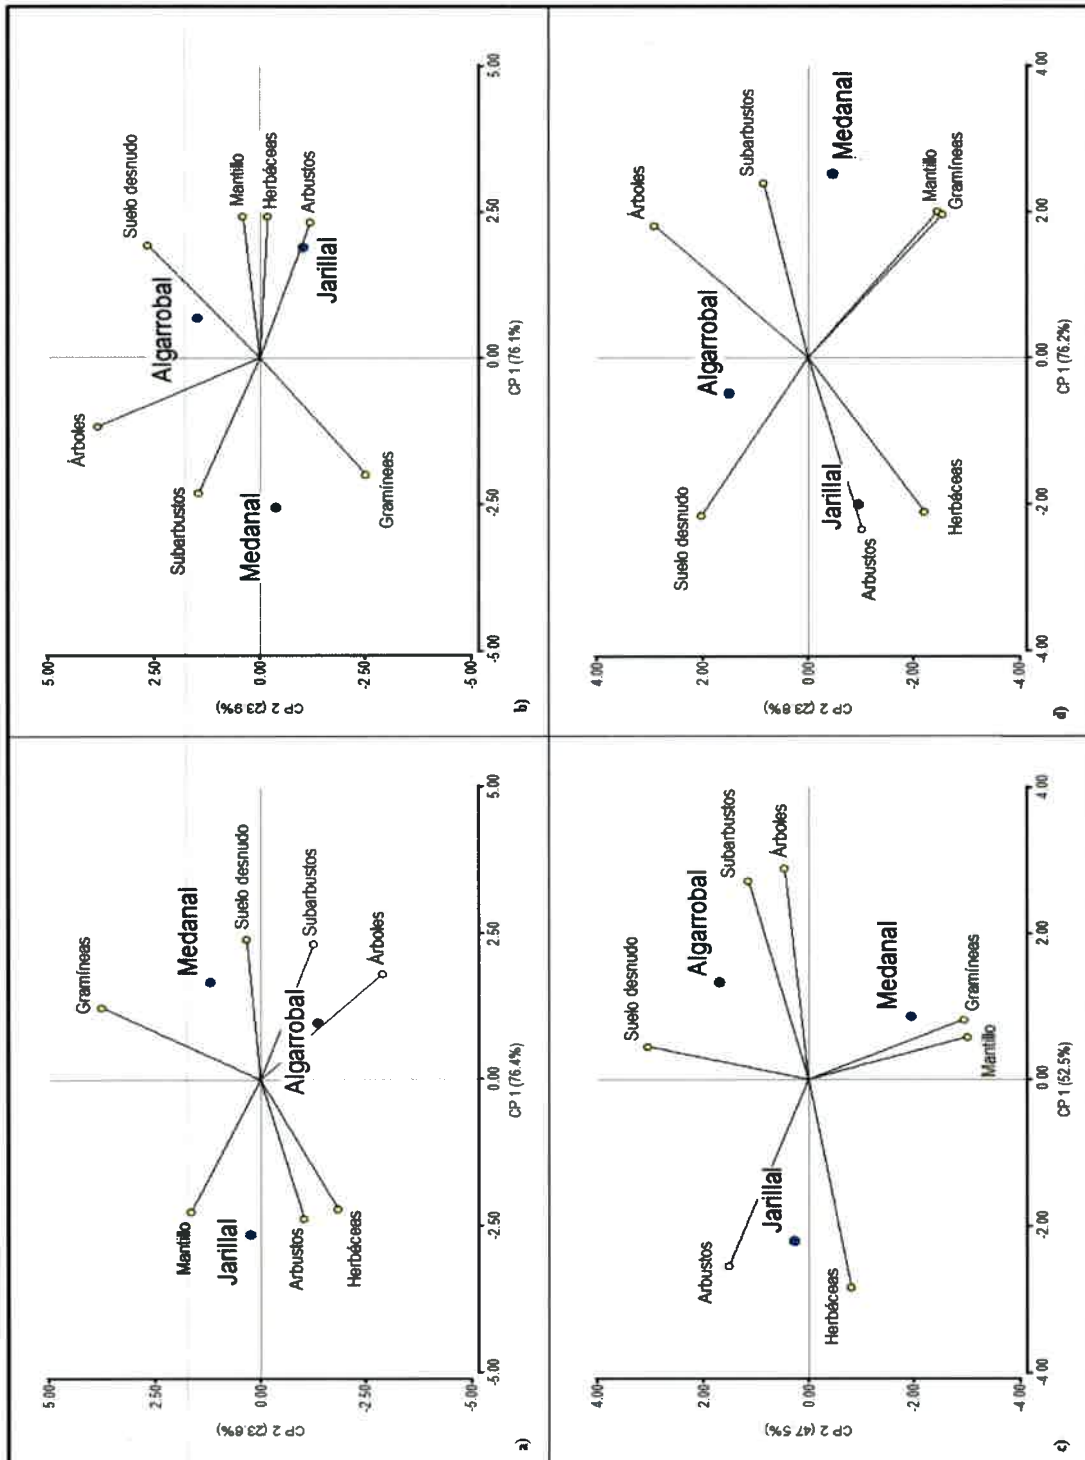 5.00
2.50
0.00
-2.50
-5.00
CP 2 (23.6%)
Gramíneas
Mantillo
Medanal
Jarillal
Suelo desnudo
Algarrobal
Subarbustos
Arbustos
Herbáceas
Árboles
-5.00 -2.50 0.00 2.50 5.00
CP 1 (76.4%)
a)
5.00
2.50
0.00
-2.50
-5.00
CP 2 (23.9%)
Árboles
Suelo desnudo
Algarrobal
Subarbustos
Mantillo
Herbáceas
Medanal
Arbustos
Jarillal
Gramíneas
-5.00 -2.50 0.00 2.50 5.00
CP 1 (76.1%)
b)
4.00
2.00
0.00
-2.00
-4.00
CP 2 (47.5%)
Suelo desnudo
Algarrobal
Arbustos
Subarbustos
Árboles
Jarillal
Herbáceas
Medanal
Gramíneas
Mantillo
-4.00 -2.00 0.00 2.00 4.00
CP 1 (52.5%)
c)
4.00
2.00
0.00
-2.00
-4.00
CP 2 (23.8%)
Árboles
Suelo desnudo
Algarrobal
Subarbustos
Medanal
Jarillal
Arbustos
Herbáceas
Mantillo
Gramíneas
-4.00 -2.00 0.00 2.00 4.00
CP 1 (76.2%)
d)